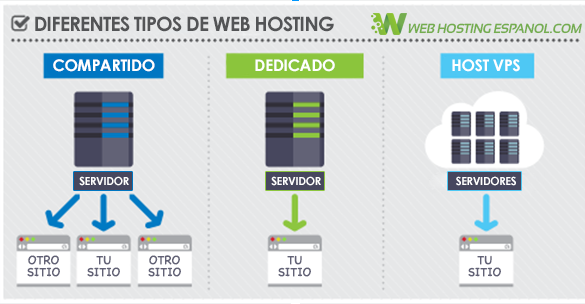 DIFERENTES TIPOS DE WEB HOSTING
WEB HOSTING ESPANOL.COM
COMPARTIDO
DEDICADO
HOST VPS
SERVIDOR
SERVIDOR
SERVIDORES
OTRO
SITIO
TU
SITIO
OTRO
SITIO
TU
SITIO
TU
SITIO